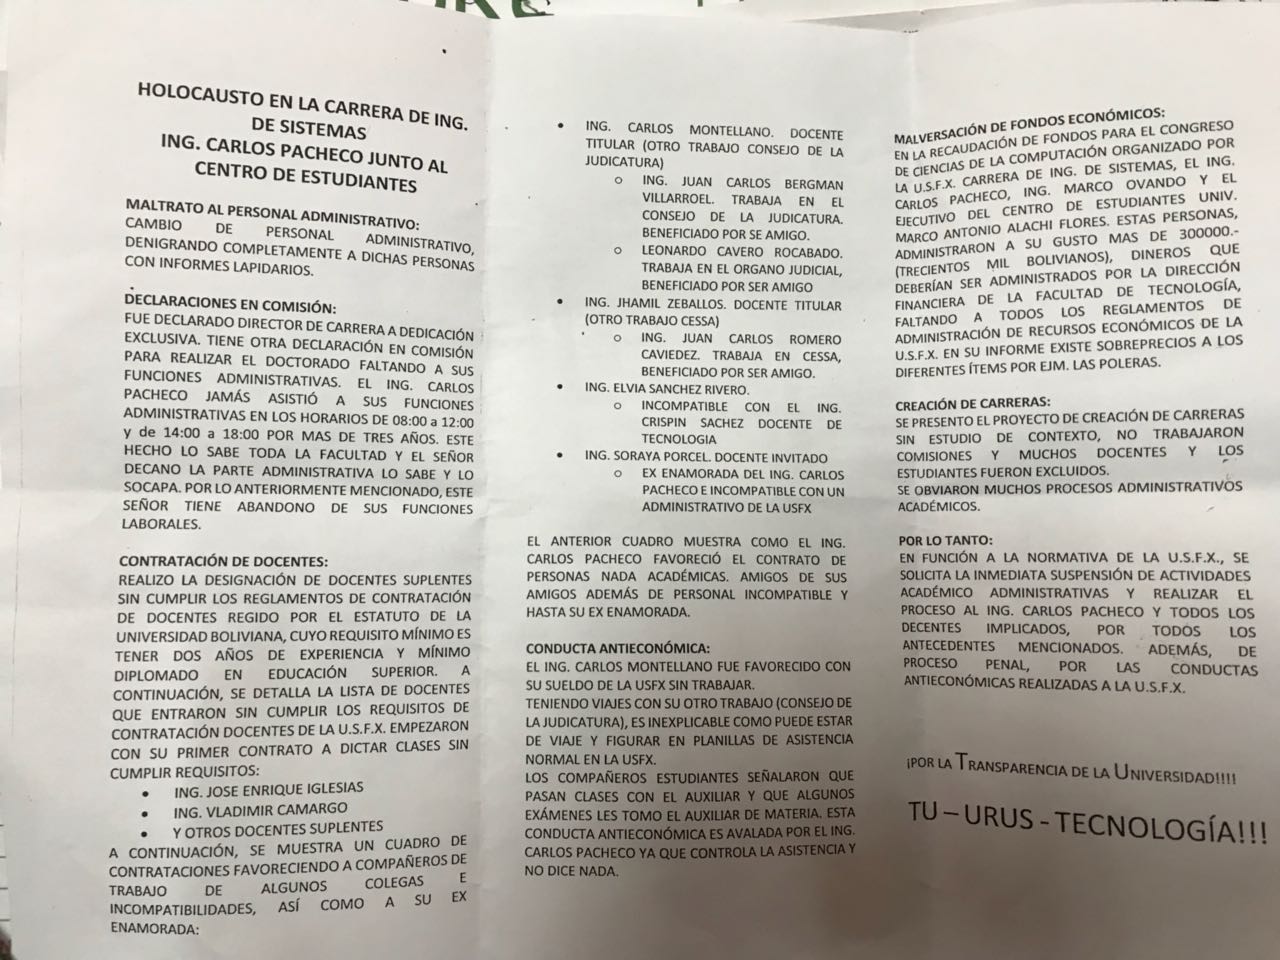 HOLOCAUSTO EN LA CARRERA DE ING.
DE SISTEMAS
ING. CARLOS PACHECO JUNTO AL
CENTRO DE ESTUDIANTES
MALTRATO AL PERSONAL ADMINISTRATIVO:
CAMBIO DE PERSONAL ADMINISTRATIVO,
DENIGRANDO COMPLETAMENTE A DICHAS PERSONAS
CON INFORMES LAPIDARIOS.
DECLARACIONES EN COMISIÓN:
FUE DECLARADO DIRECTOR DE CARRERA A DEDICACIÓN
EXCLUSIVA. TIENE OTRA DECLARACIÓN EN COMISIÓN
PARA REALIZAR EL DOCTORADO FALTANDO A SUS
FUNCIONES ADMINISTRATIVAS. EL ING. CARLOS
PACHECO JAMÁS ASISTIÓ A SUS FUNCIONES
ADMINISTRATIVAS EN LOS HORARIOS DE 08:00 a 12:00
y de 14:00 a 18:00 POR MAS DE TRES AÑOS. ESTE
HECHO LO SABE TODA LA FACULTAD Y EL SEÑOR
DECANO LA PARTE ADMINISTRATIVA LO SABE Y LO
SOCAPA. POR LO ANTERIORMENTE MENCIONADO, ESTE
SEÑOR TIENE ABANDONO DE SUS FUNCIONES
LABORALES.
CONTRATACIÓN DE DOCENTES:
REALIZO LA DESIGNACIÓN DE DOCENTES SUPLENTES
SIN CUMPLIR LOS REGLAMENTOS DE CONTRATACIÓN
DE DOCENTES REGIDO POR EL ESTATUTO DE LA
UNIVERSIDAD BOLIVIANA, CUYO REQUISITO MÍNIMO ES
TENER DOS AÑOS DE EXPERIENCIA Y MÍNIMO
DIPLOMADO EN EDUCACIÓN SUPERIOR. A
CONTINUACIÓN, SE DETALLA LA LISTA DE DOCENTES
QUE ENTRARON SIN CUMPLIR LOS REQUISITOS DE
CONTRATACIÓN DOCENTES DE LA U.S.F.X. EMPEZARON
CON SU PRIMER CONTRATO A DICTAR CLASES SIN
CUMPLIR REQUISITOS:
• ING. JOSE ENRIQUE IGLESIAS
• ING. VLADIMIR CAMARGO
• Y OTROS DOCENTES SUPLENTES
A CONTINUACIÓN, SE MUESTRA UN CUADRO DE
CONTRATACIONES FAVORECIENDO A COMPAÑEROS DE
TRABAJO DE ALGUNOS COLEGAS E
INCOMPATIBILIDADES, ASÍ COMO A SU EX
ENAMORADA:
• ING. CARLOS MONTELLANO. DOCENTE
TITULAR (OTRO TRABAJO CONSEJO DE LA
JUDICATURA)
o ING. JUAN CARLOS BERGMAN
VILLARROEL. TRABAJA EN EL
CONSEJO DE LA JUDICATURA.
BENEFICIADO POR SE AMIGO.
o LEONARDO CAVERO ROCABADO.
TRABAJA EN EL ORGANO JUDICIAL,
BENEFICIADO POR SER AMIGO
• ING. JHAMIL ZEBALLOS. DOCENTE TITULAR
(OTRO TRABAJO CESSA)
o ING. JUAN CARLOS ROMERO
CAVIEDEZ. TRABAJA EN CESSA,
BENEFICIADO POR SER AMIGO.
• ING. ELVIA SANCHEZ RIVERO.
o INCOMPATIBLE CON EL ING.
CRISPIN SACHEZ DOCENTE DE
TECNOLOGIA
• ING. SORAYA PORCEL. DOCENTE INVITADO
o EX ENAMORADA DEL ING. CARLOS
PACHECO E INCOMPATIBLE CON UN
ADMINISTRATIVO DE LA USFX
EL ANTERIOR CUADRO MUESTRA COMO EL ING.
CARLOS PACHECO FAVORECIÓ EL CONTRATO DE
PERSONAS NADA ACADÉMICAS. AMIGOS DE SUS
AMIGOS ADEMÁS DE PERSONAL INCOMPATIBLE Y
HASTA SU EX ENAMORADA.
CONDUCTA ANTIECONÓMICA:
EL ING. CARLOS MONTELLANO FUE FAVORECIDO CON
SU SUELDO DE LA USFX SIN TRABAJAR.
TENIENDO VIAJES CON SU OTRO TRABAJO (CONSEJO DE
LA JUDICATURA), ES INEXPLICABLE COMO PUEDE ESTAR
DE VIAJE Y FIGURAR EN PLANILLAS DE ASISTENCIA
NORMAL EN LA USFX.
LOS COMPAÑEROS ESTUDIANTES SEÑALARON QUE
PASAN CLASES CON EL AUXILIAR Y QUE ALGUNOS
EXÁMENES LES TOMO EL AUXILIAR DE MATERIA. ESTA
CONDUCTA ANTIECONÓMICA ES AVALADA POR EL ING.
CARLOS PACHECO YA QUE CONTROLA LA ASISTENCIA Y
NO DICE NADA.
MALVERSACIÓN DE FONDOS ECONÓMICOS:
EN LA RECAUDACIÓN DE FONDOS PARA EL CONGRESO
DE CIENCIAS DE LA COMPUTACIÓN ORGANIZADO POR
LA U.S.F.X. CARRERA DE ING. DE SISTEMAS, EL ING.
CARLOS PACHECO, ING. MARCO OVANDO Y EL
EJECUTIVO DEL CENTRO DE ESTUDIANTES UNIV.
MARCO ANTONIO ALACHI FLORES. ESTAS PERSONAS,
ADMINISTRARON A SU GUSTO MAS DE 300000.-
(TRECIENTOS MIL BOLIVIANOS), DINEROS QUE
DEBERÍAN SER ADMINISTRADOS POR LA DIRECCIÓN
FINANCIERA DE LA FACULTAD DE TECNOLOGÍA,
FALTANDO A TODOS LOS REGLAMENTOS DE
ADMINISTRACIÓN DE RECURSOS ECONÓMICOS DE LA
U.S.F.X. EN SU INFORME EXISTE SOBREPRECIOS A LOS
DIFERENTES ÍTEMS POR EJM. LAS POLERAS.
CREACIÓN DE CARRERAS:
SE PRESENTO EL PROYECTO DE CREACIÓN DE CARRERAS
SIN ESTUDIO DE CONTEXTO, NO TRABAJARON
COMISIONES Y MUCHOS DOCENTES Y LOS
ESTUDIANTES FUERON EXCLUIDOS.
SE OBVIARON MUCHOS PROCESOS ADMINISTRATIVOS
ACADÉMICOS.
POR LO TANTO:
EN FUNCIÓN A LA NORMATIVA DE LA U.S.F.X., SE
SOLICITA LA INMEDIATA SUSPENSIÓN DE ACTIVIDADES
ACADÉMICO ADMINISTRATIVAS Y REALIZAR EL
PROCESO AL ING. CARLOS PACHECO Y TODOS LOS
DECENTES IMPLICADOS, POR TODOS LOS
ANTECEDENTES MENCIONADOS. ADEMÁS, DE
PROCESO PENAL, POR LAS CONDUCTAS
ANTIECONÓMICAS REALIZADAS A LA U.S.F.X.
¡POR LA TRANSPARENCIA DE LA UNIVERSIDAD!!!!
TU – URUS - TECNOLOGÍA!!!